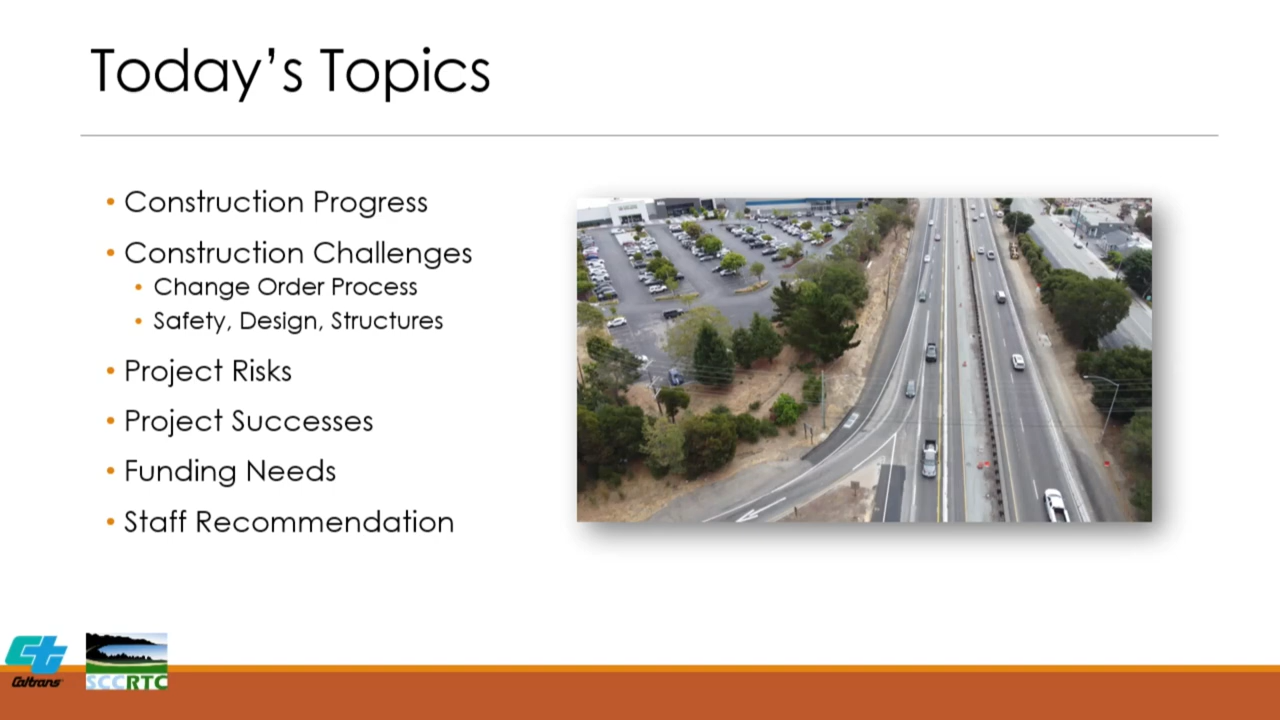 Today's Topics
• Construction Progress
• Construction Challenges
• Change Order Process
• Safety, Design, Structures
• Project Risks
• Project Successes
• Funding Needs
• Staff Recommendation
Caltrans
SCCRTC